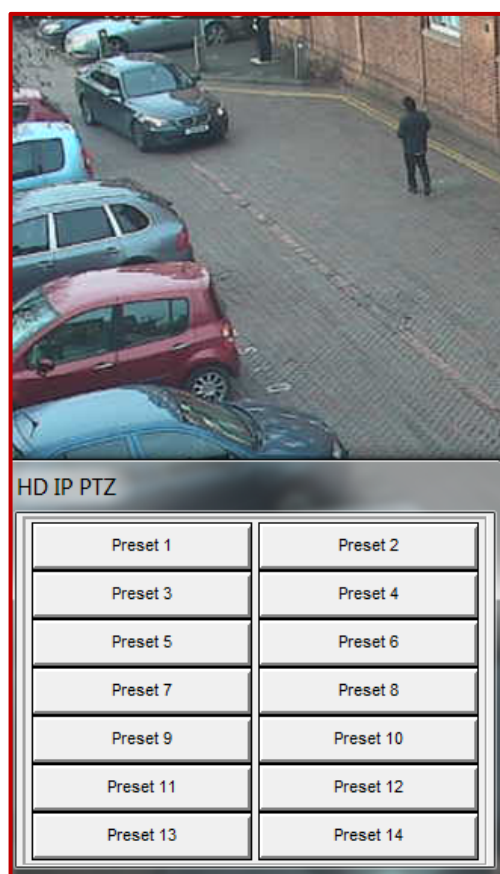 HD IP PTZ
Preset 1 Preset 2
Preset 3 Preset 4
Preset 5 Preset 6
Preset 7 Preset 8
Preset 9 Preset 10
Preset 11 Preset 12
Preset 13 Preset 14